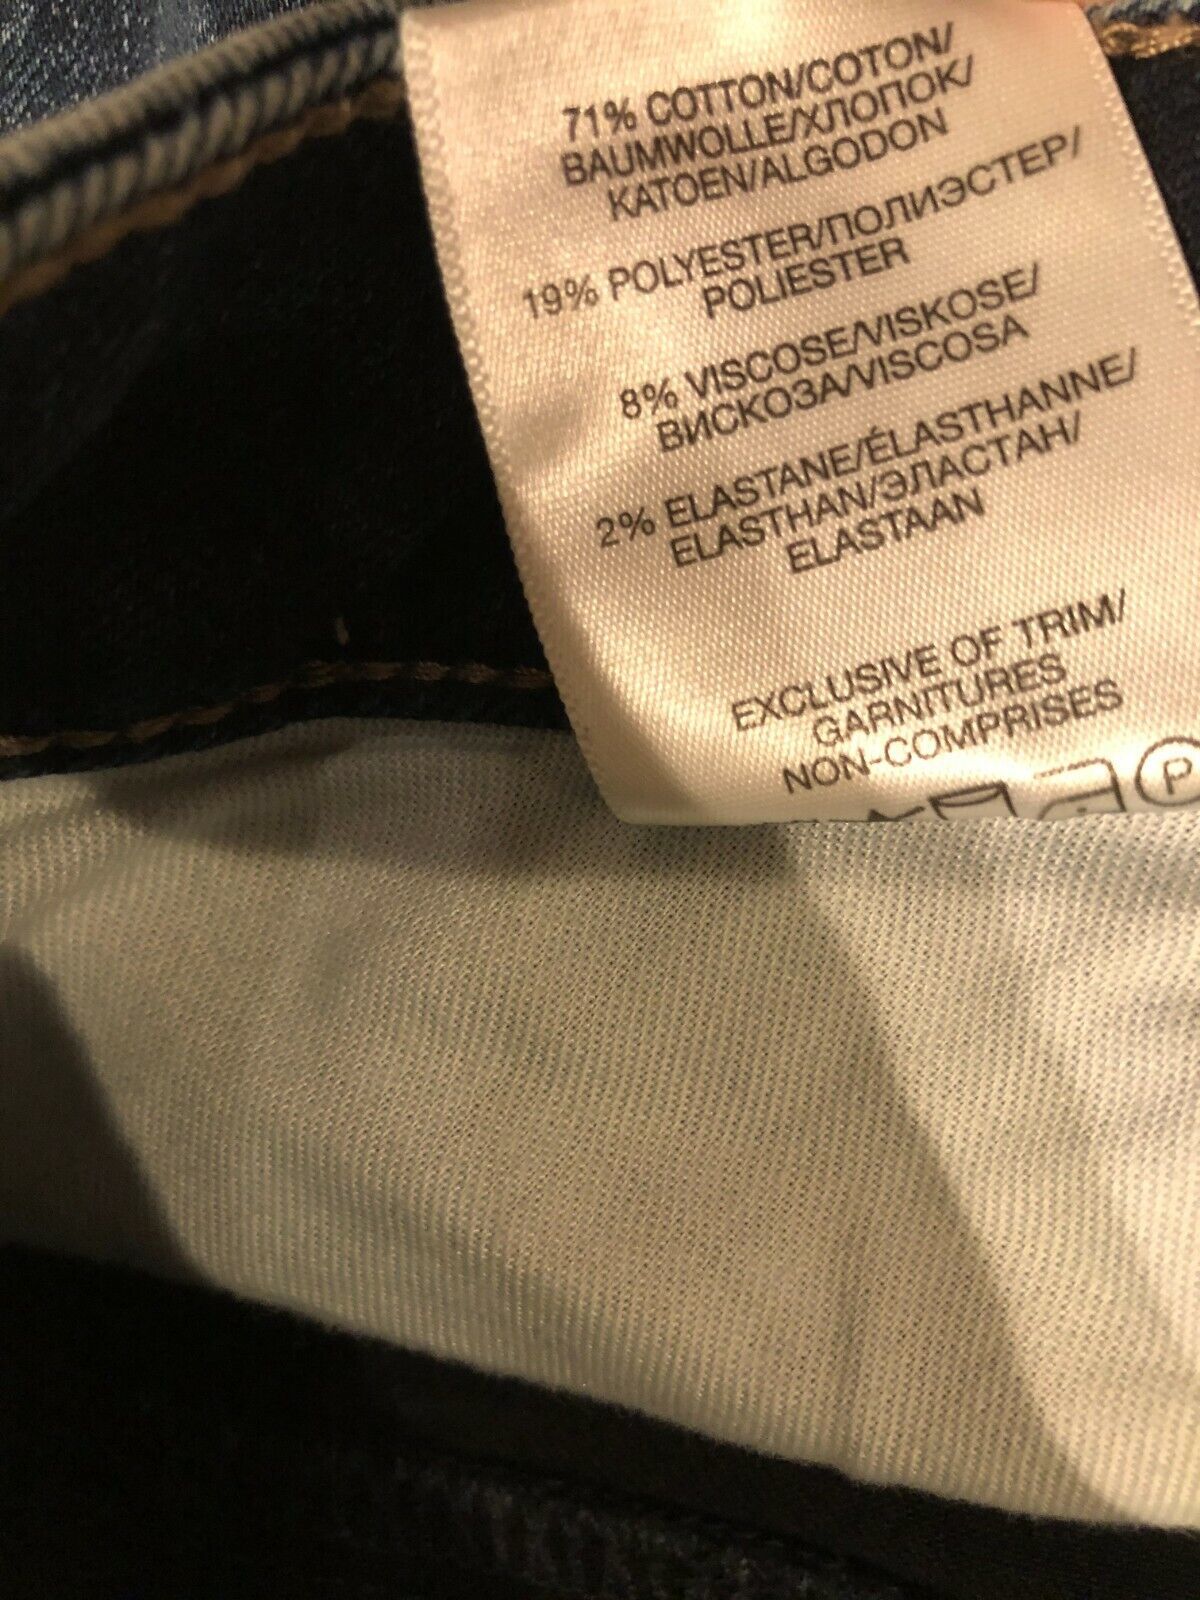 71% COTTON/COTON/
BAUMWOLLE/ХЛОПОК/
KATOEN/ALGODON
19% POLYESTER/ПОЛИЭСТЕР/
POLIESTER
8% VISCOSE/VISKOSE/
ВИСКОЗА/VISCOSA
2% ELASTANE/ÉLASTHANNE/
ELASTHAN/ЭЛАСТАН/
ELASTAAN
EXCLUSIVE OF TRIM/
GARNITURES
NON-COMPRISES
P